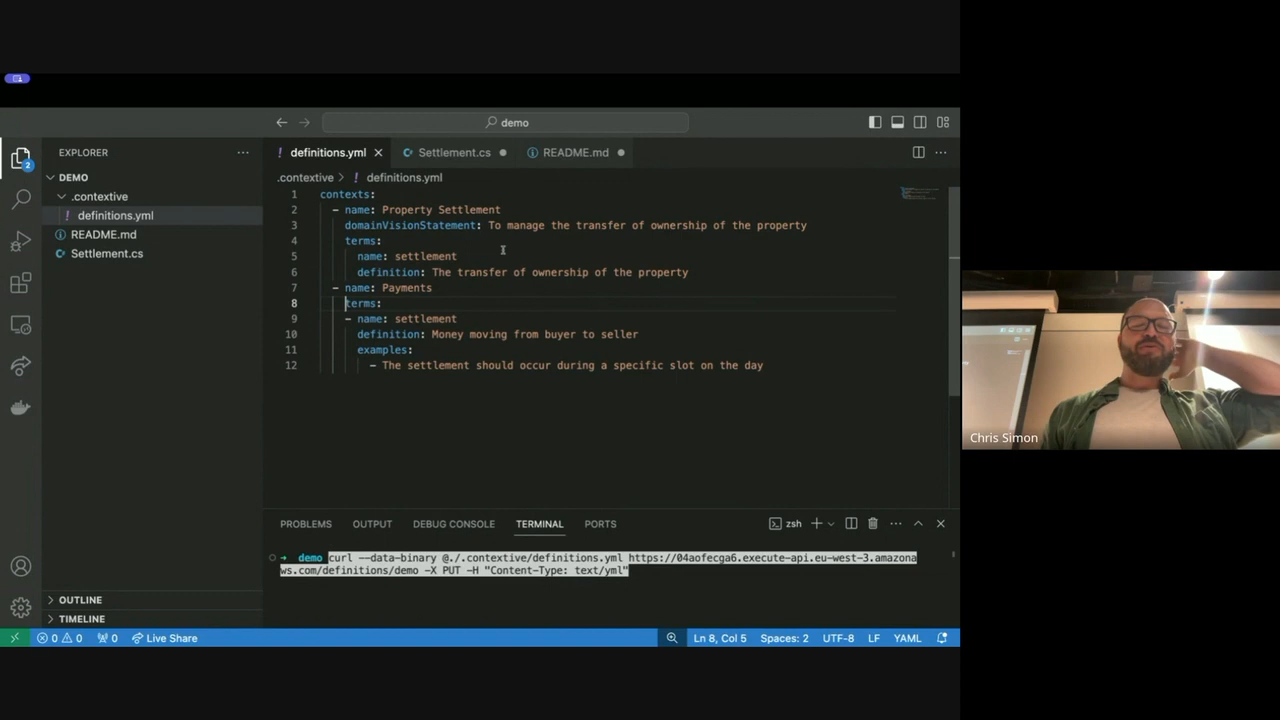 demo
EXPLORER
definitions.yml
Settlement.cs
README.md
DEMO
.contextive > definitions.yml
.contextive
definitions.yml
README.md
Settlement.cs
2
1 contexts:
2 - name: Property Settlement
3 domainVisionStatement: To manage the transfer of ownership of the property
4 terms:
5 name: settlement
6 definition: The transfer of ownership of the property
7 - name: Payments
8 terms:
9 - name: settlement
10 definition: Money moving from buyer to seller
11 examples:
12 - The settlement should occur during a specific slot on the day
Chris Simon
PROBLEMS OUTPUT DEBUG CONSOLE TERMINAL PORTS zsh
demo curl --data-binary @./.contextive/definitions.yml https://04aofecga6.execute-api.eu-west-3.amazona
ws.com/definitions/demo -X PUT -H "Content-Type: text/yml"
OUTLINE
TIMELINE
0 0 0 Live Share Ln 8, Col 5 Spaces: 2 UTF-8 LF YAML